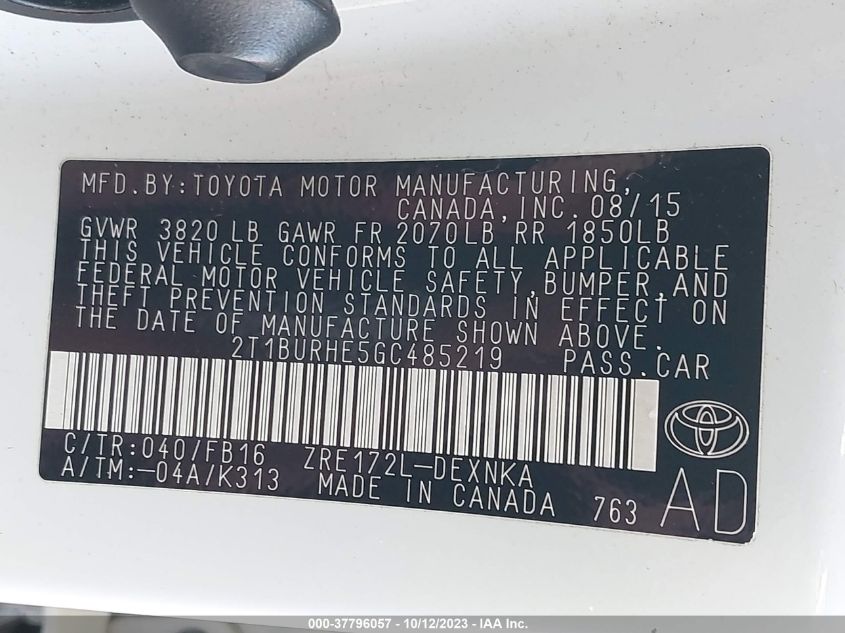 MFD. BY: TOYOTA MOTOR MANUFACTURING,
CANADA, INC. 08/15
GVWR 3820 LB GAWR FR 2070LB RR 1850LB
THIS VEHICLE CONFORMS TO ALL APPLICABLE
FEDERAL MOTOR VEHICLE SAFETY, BUMPER, AND
THEFT PREVENTION STANDARDS IN EFFECT ON
THE DATE OF MANUFACTURE SHOWN ABOVE.
2T1BURHE5GC485219 PASS.CAR
C/TR:040/FB16 ZRE172L-DEXNKA
A/TM:-04A/K313 MADE IN CANADA 763 AD
000-37796057 - 10/12/2023 - IAA Inc.